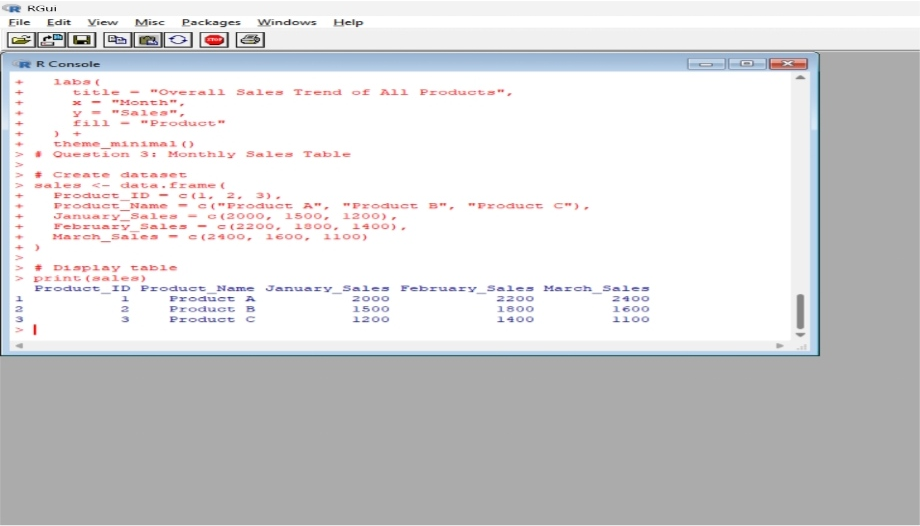 RGui
File Edit View Misc Packages Windows Help
STOP
R R Console
+     labs(
+       title = "Overall Sales Trend of All Products",
+       x = "Month",
+       y = "Sales",
+       fill = "Product"
+     ) +
+     theme_minimal()
> # Question 3: Monthly Sales Table
>
> # Create dataset
> sales <- data.frame(
+     Product_ID = c(1, 2, 3),
+     Product_Name = c("Product A", "Product B", "Product C"),
+     January_Sales = c(2000, 1500, 1200),
+     February_Sales = c(2200, 1800, 1400),
+     March_Sales = c(2400, 1600, 1100)
+ )
>
> # Display table
> print(sales)
  Product_ID Product_Name January_Sales February_Sales March_Sales
1          1    Product A          2000           2200        2400
2          2    Product B          1500           1800        1600
3          3    Product C          1200           1400        1100
>